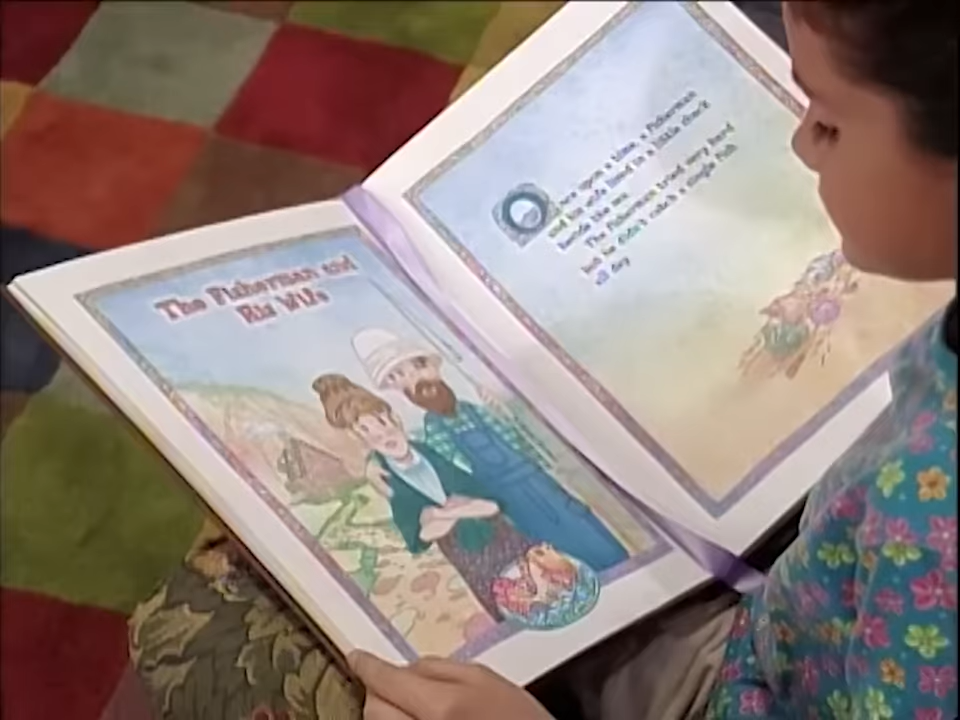 The Fisherman and
His Wife
Once upon a time, a fisherman
and his wife lived in a little shack
beside the sea.
The fisherman tried very hard
but he didn't catch a single fish
all day.